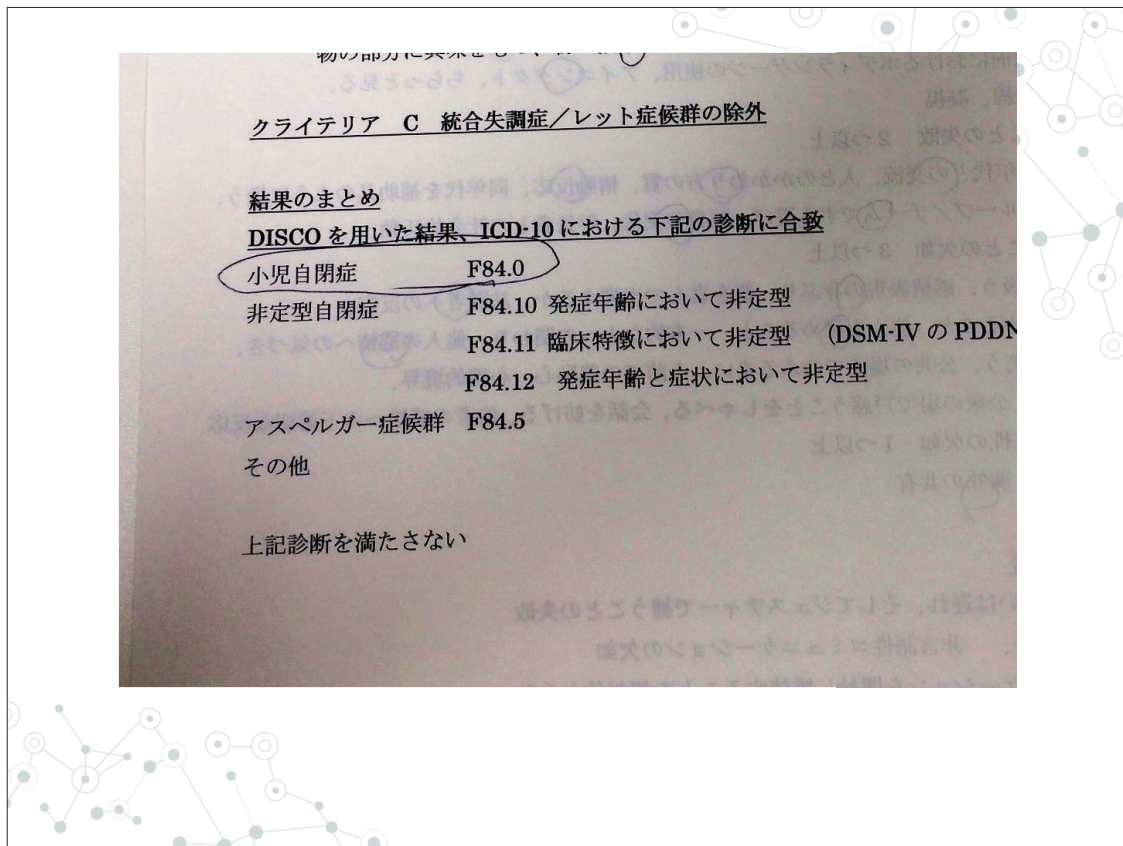 クライテリア C 統合失調症/レット症候群の除外
結果のまとめ
DISCO を用いた結果、ICD-10 における下記の診断に合致
小児自閉症 F84.0
非定型自閉症 F84.10 発症年齢において非定型
F84.11 臨床特徴において非定型 (DSM-IV の PDDN
F84.12 発症年齢と症状において非定型
アスペルガー症候群 F84.5
その他
上記診断を満たさない